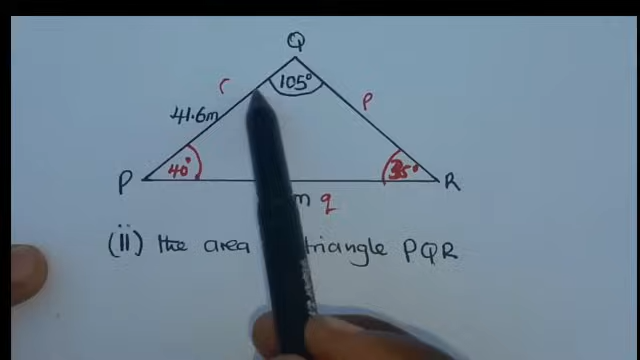 Q
105°
r
p
41.6m
40°
35°
P
R
m q
(ii) the area triangle PQR